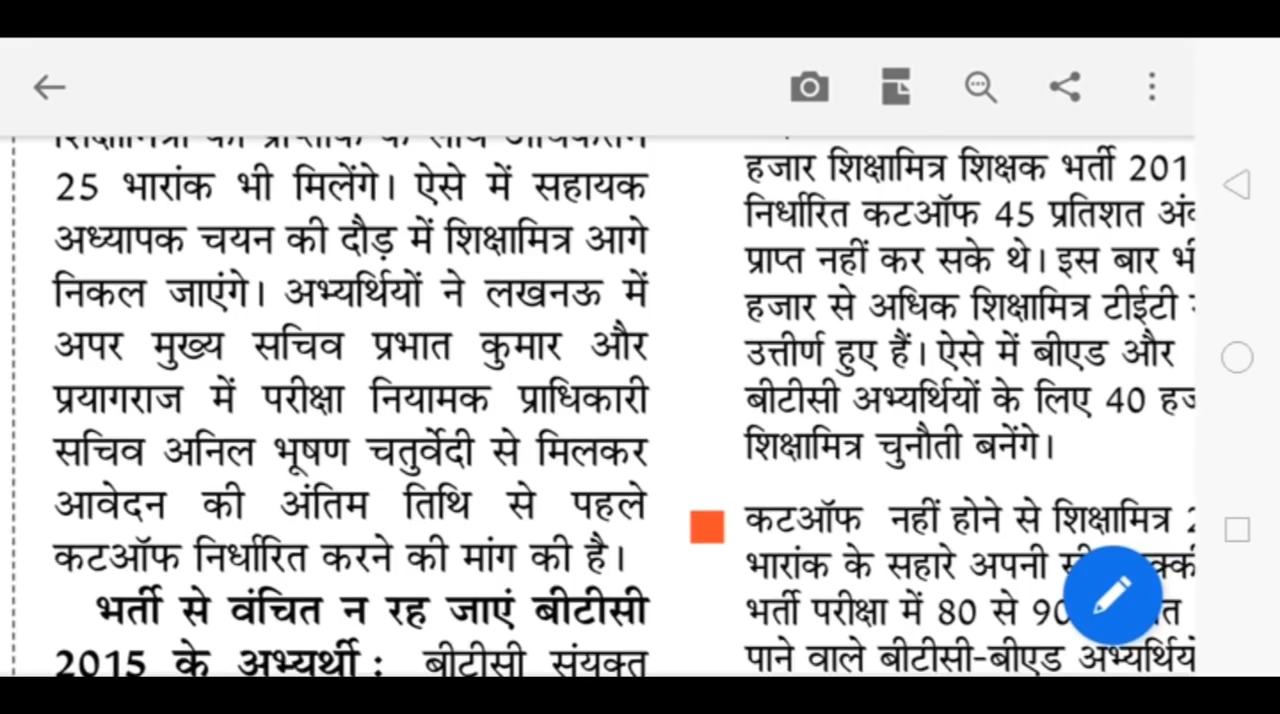 25 भारांक भी मिलेंगे। ऐसे में सहायक
अध्यापक चयन की दौड़ में शिक्षामित्र आगे
निकल जाएंगे। अभ्यर्थियों ने लखनऊ में
अपर मुख्य सचिव प्रभात कुमार और
प्रयागराज में परीक्षा नियामक प्राधिकारी
सचिव अनिल भूषण चतुर्वेदी से मिलकर
आवेदन की अंतिम तिथि से पहले
कटऑफ निर्धारित करने की मांग की है।
भर्ती से वंचित न रह जाएं बीटीसी
2015 के अभ्यर्थी : बीटीसी संयुक्त
हजार शिक्षामित्र शिक्षक भर्ती 201
निर्धारित कटऑफ 45 प्रतिशत
प्राप्त नहीं कर सके थे। इस बार
हजार से अधिक शिक्षामित्र टीईटी
उत्तीर्ण हुए हैं। ऐसे में बीएड और
बीटीसी अभ्यर्थियों के लिए 40
शिक्षामित्र चुनौती बनेंगे।
कटऑफ नहीं होने से शिक्षामित्र
भारांक के सहारे अपनी
भर्ती परीक्षा में 80 से 90
पाने वाले बीटीसी-बीएड